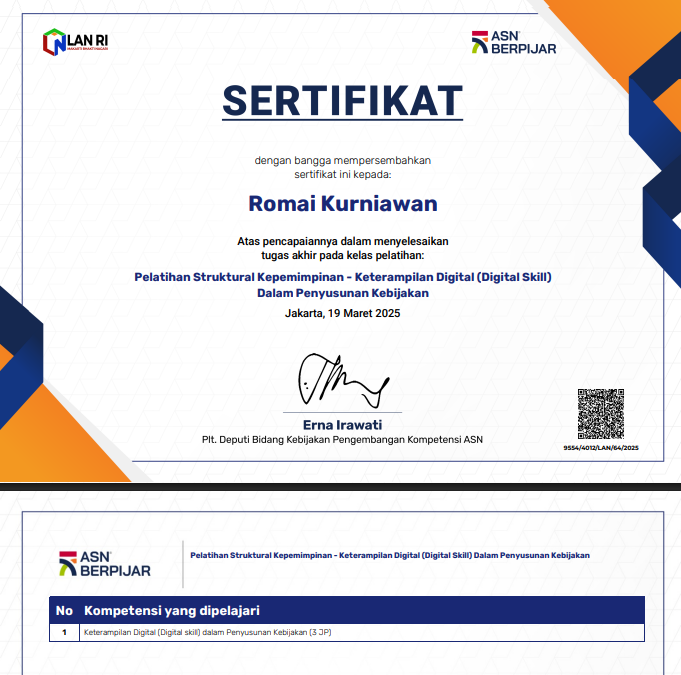 LAN RI
MAKARTI BHAKTI NAGARI
ASN
BERPIJAR
SERTIFIKAT
dengan bangga mempersembahkan
sertifikat ini kepada:
Romai Kurniawan
Atas pencapaiannya dalam menyelesaikan
tugas akhir pada kelas pelatihan:
Pelatihan Struktural Kepemimpinan - Keterampilan Digital (Digital Skill)
Dalam Penyusunan Kebijakan
Jakarta, 19 Maret 2025
Erna Irawati
Plt. Deputi Bidang Kebijakan Pengembangan Kompetensi ASN
9554/4012/LAN/64/2025
ASN
BERPIJAR
Pelatihan Struktural Kepemimpinan - Keterampilan Digital (Digital Skill) Dalam Penyusunan Kebijakan
No Kompetensi yang dipelajari
1 Keterampilan Digital (Digital skill) dalam Penyusunan Kebijakan (3 JP)